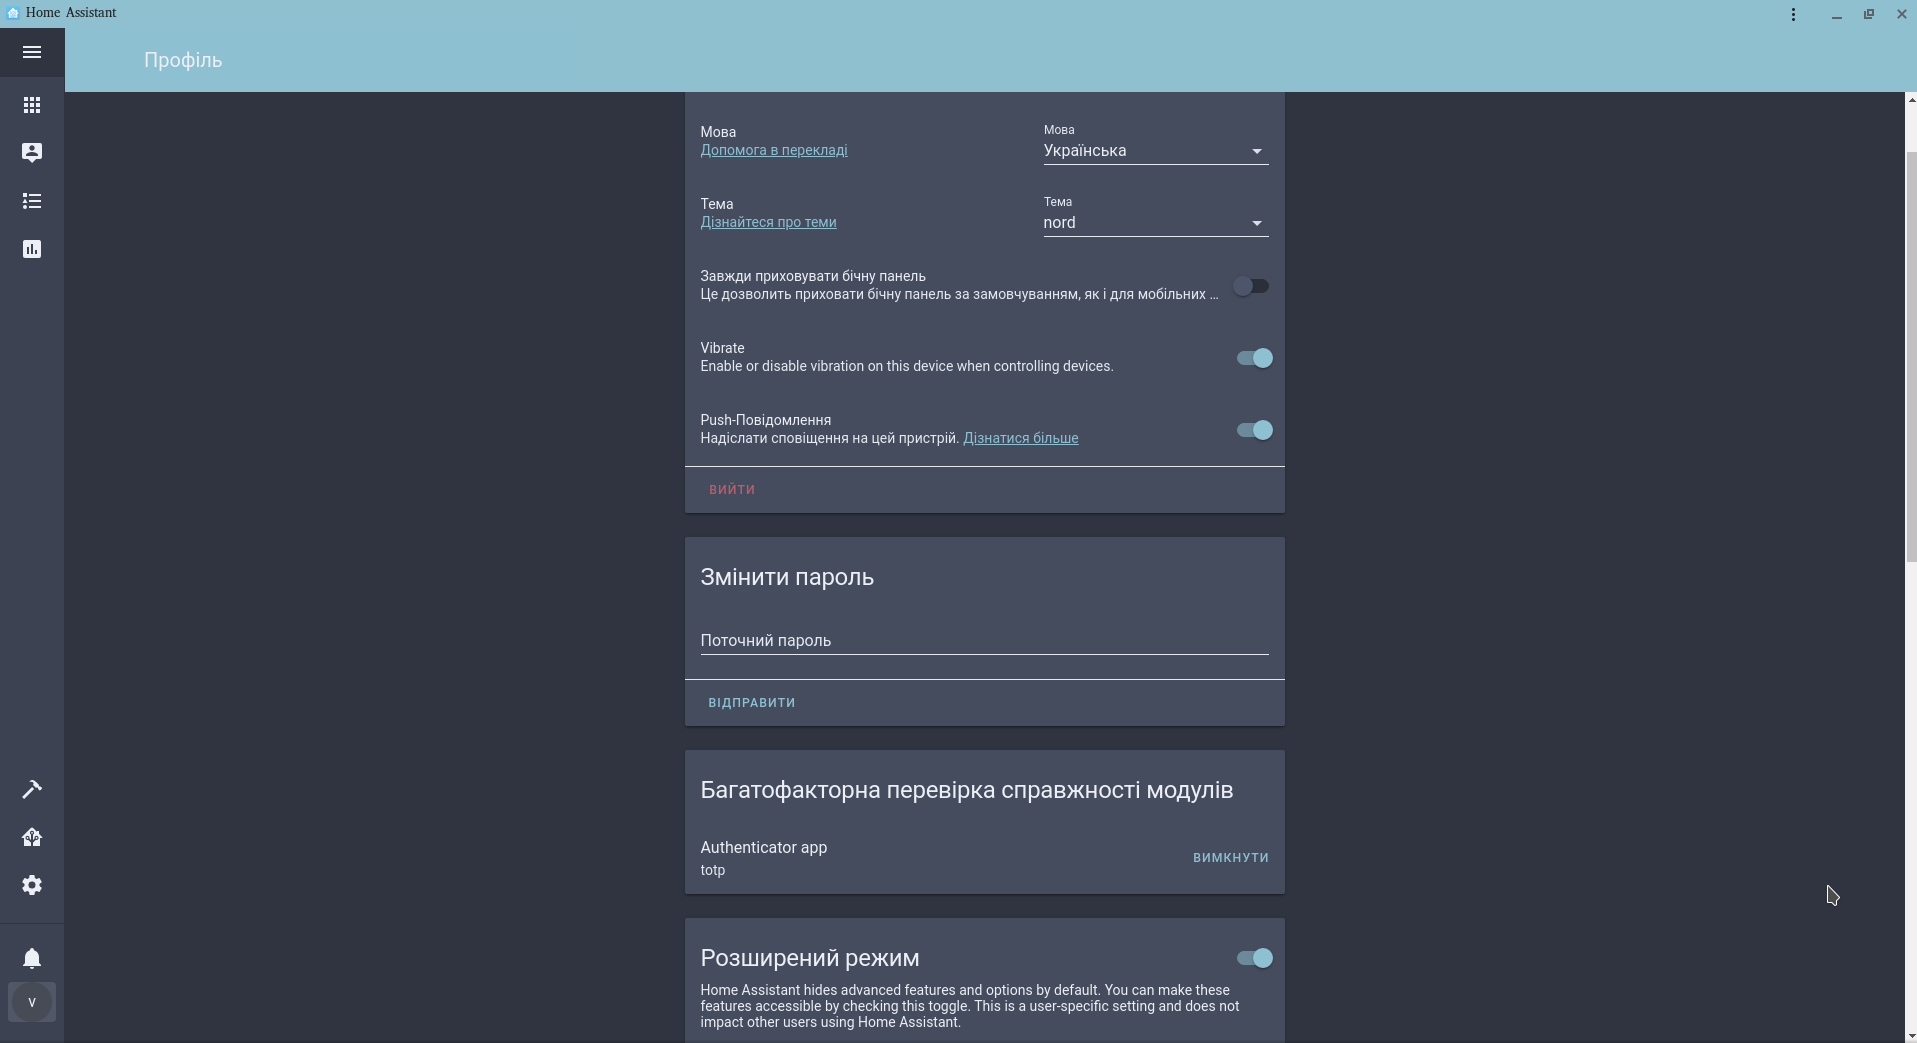 Home Assistant
Профіль
Мова
Допомога в перекладі
Мова
Українська
Тема
Дізнайтеся про теми
Тема
nord
Завжди приховувати бічну панель
Це дозволить приховати бічну панель за замовчуванням, як і для мобільних ...
Vibrate
Enable or disable vibration on this device when controlling devices.
Push-Повідомлення
Надіслати сповіщення на цей пристрій. Дізнатися більше
ВИЙТИ
Змінити пароль
Поточний пароль
ВІДПРАВИТИ
Багатофакторна перевірка справжності модулів
Authenticator app
totp
ВИМКНУТИ
Розширений режим
Home Assistant hides advanced features and options by default. You can make these
features accessible by checking this toggle. This is a user-specific setting and does not
impact other users using Home Assistant.
V